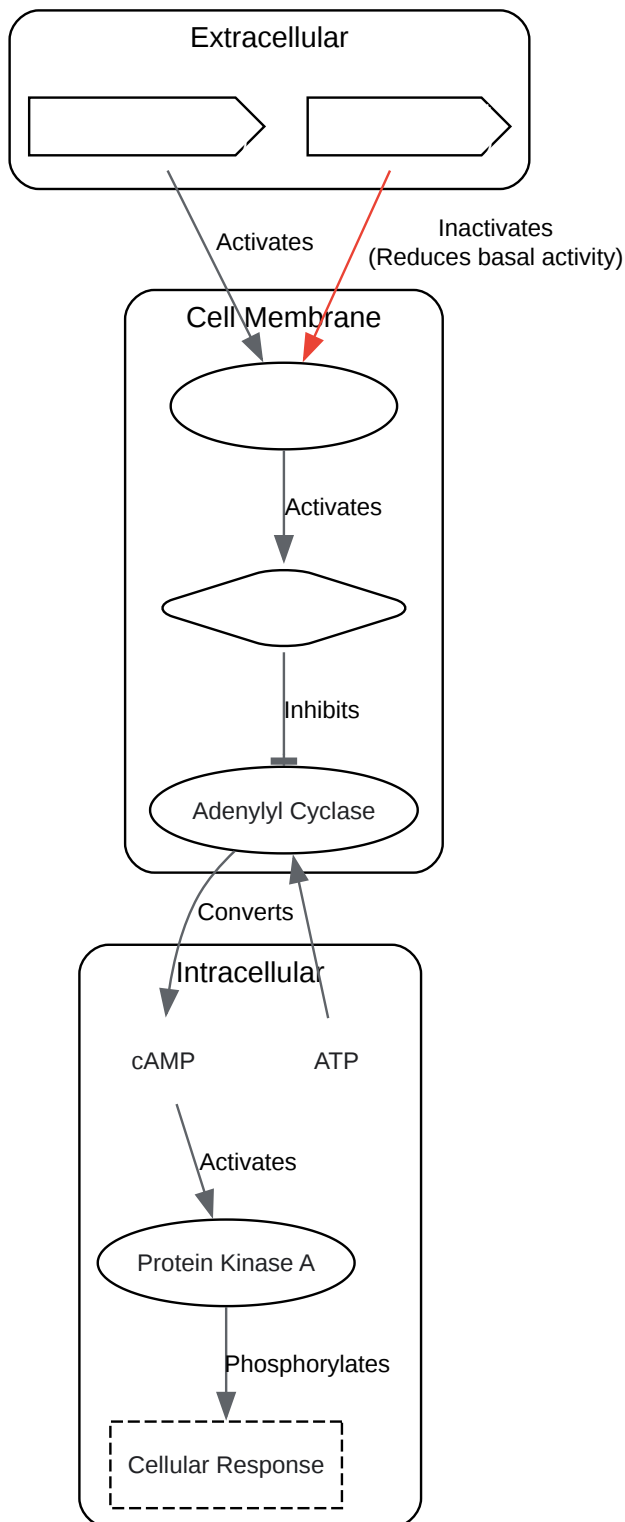 Extracellular
Activates
Inactivates
(Reduces basal activity)
Cell Membrane
Activates
Inhibits
Adenylyl Cyclase
Converts
Intracellular
cAMP
ATP
Activates
Protein Kinase A
Phosphorylates
Cellular Response